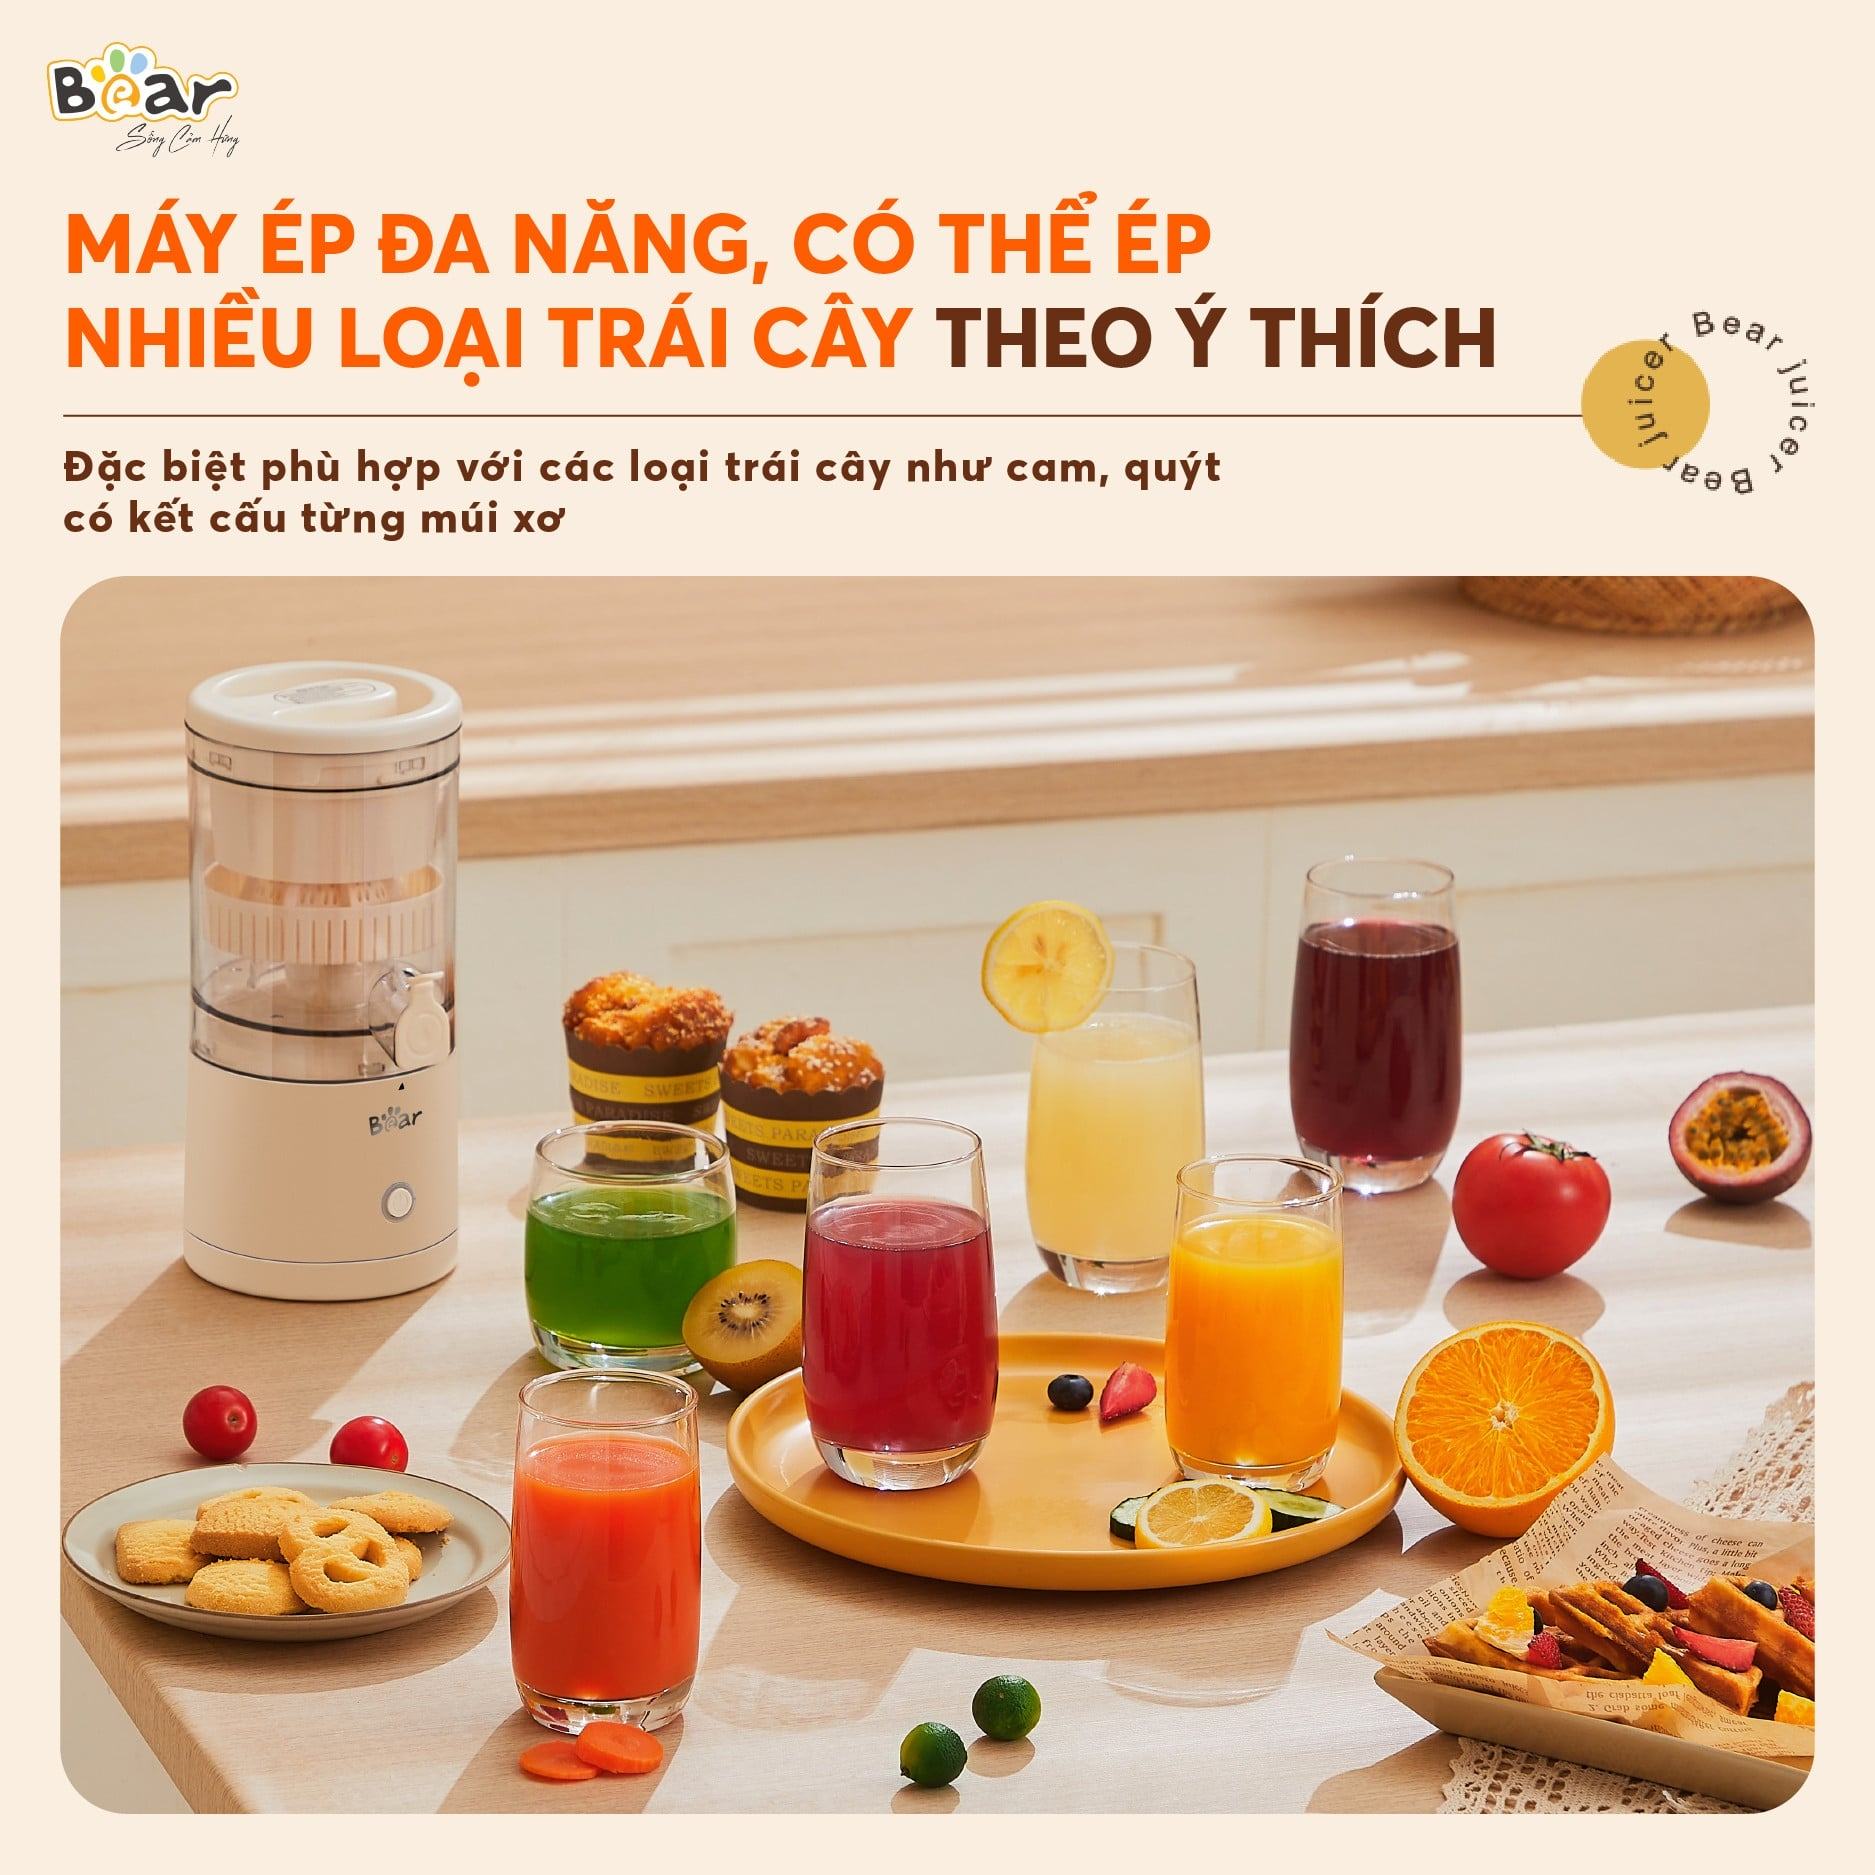 Bear
Sống Cảm Hứng
MÁY ÉP ĐA NĂNG, CÓ THỂ ÉP
NHIỀU LOẠI TRÁI CÂY THEO Ý THÍCH
Bear juicer Bear juicer
Đặc biệt phù hợp với các loại trái cây như cam, quýt
có kết cấu từng múi xơ
Bear
SWEETS
PARADISE
SWEETS